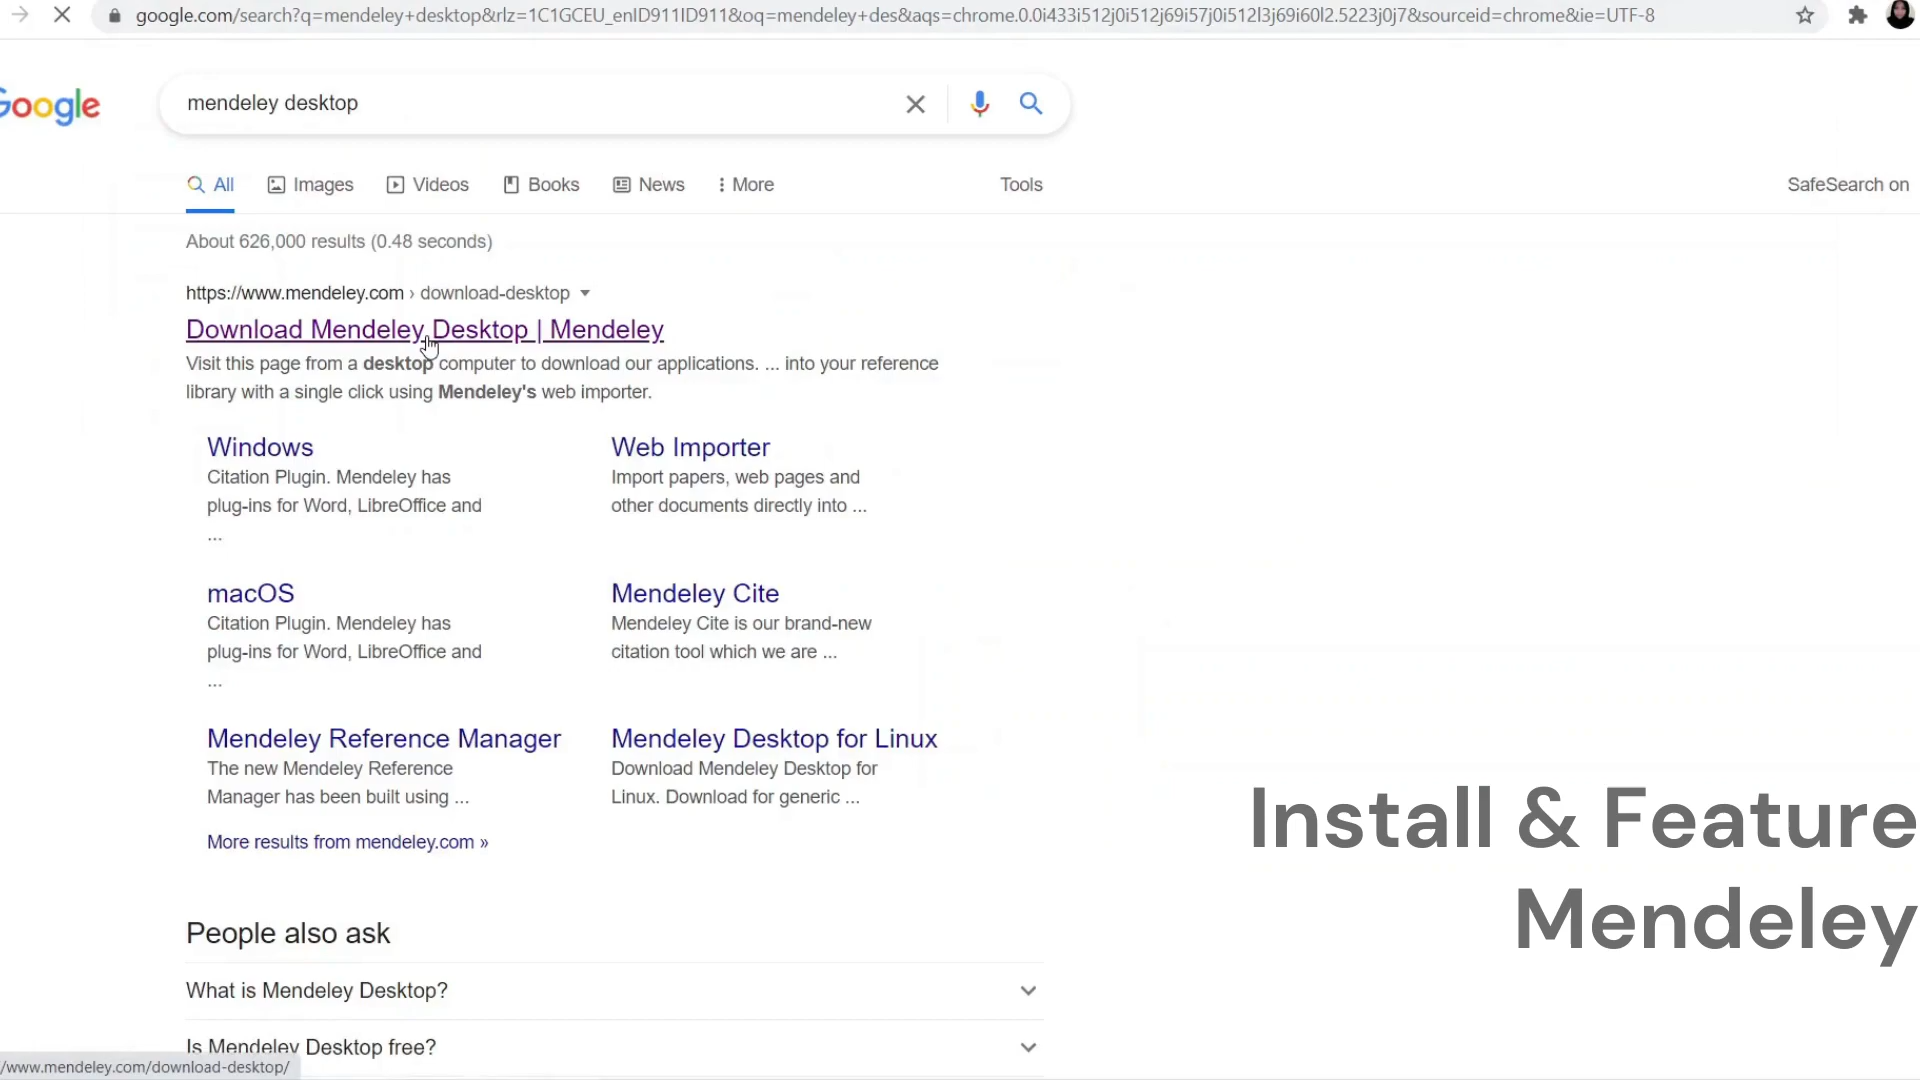 google.com/search?q=mendeley+desktop&rlz=1C1GCEU_enID911ID911&oq=mendeley+des&aqs=chrome.0.0i433i512j0i512j69i57j0i512l3j69i60l2.5223j0j7&sourceid=chrome&ie=UTF-8
Google
mendeley desktop
All Images Videos Books News More Tools SafeSearch on
About 626,000 results (0.48 seconds)
https://www.mendeley.com › download-desktop
Download Mendeley Desktop | Mendeley
Visit this page from a desktop computer to download our applications. ... into your reference
library with a single click using Mendeley's web importer.
Windows
Citation Plugin. Mendeley has
plug-ins for Word, LibreOffice and
...
Web Importer
Import papers, web pages and
other documents directly into ...
macOS
Citation Plugin. Mendeley has
plug-ins for Word, LibreOffice and
...
Mendeley Cite
Mendeley Cite is our brand-new
citation tool which we are ...
Mendeley Reference Manager
The new Mendeley Reference
Manager has been built using ...
Mendeley Desktop for Linux
Download Mendeley Desktop for
Linux. Download for generic ...
More results from mendeley.com »
Install & Feature
Mendeley
People also ask
What is Mendeley Desktop?
Is Mendeley Desktop free?
/www.mendeley.com/download-desktop/